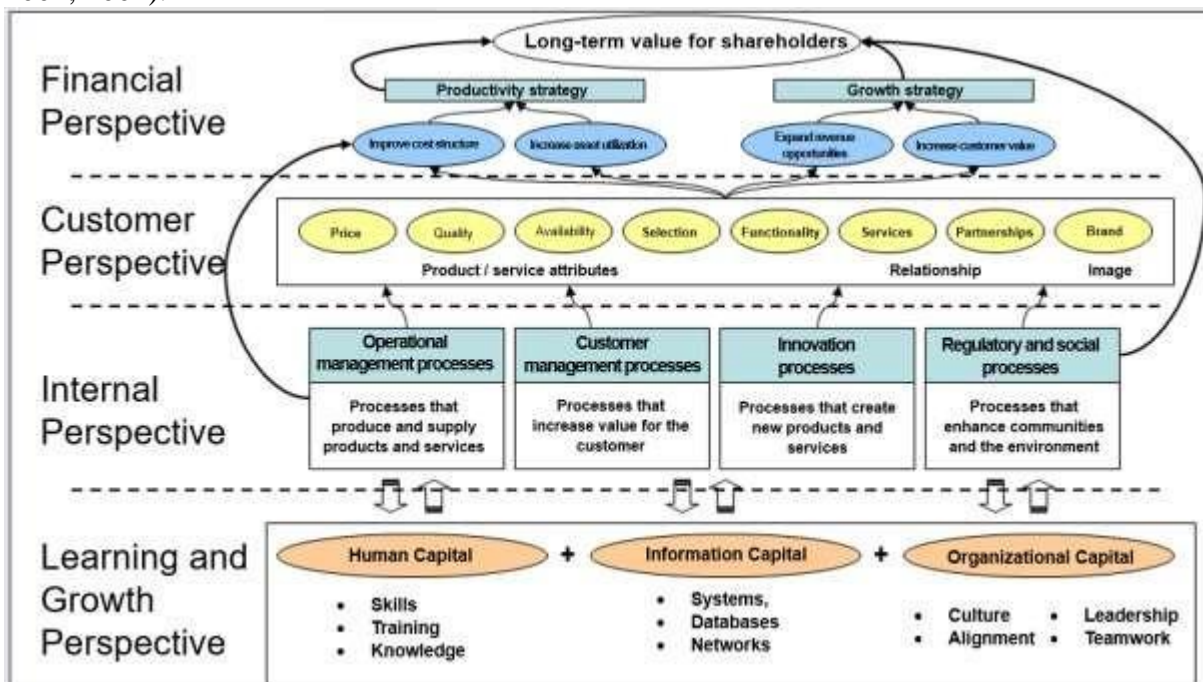 Long-term value for shareholders
Financial
Perspective
Productivity strategy
Growth strategy
Improve cost structure
Increase asset utilization
Expand revenue
opportunities
Increase customer value
Customer
Perspective
Price
Quality
Availability
Selection
Functionality
Services
Partnerships
Brand
Product / service attributes
Relationship
Image
Internal
Perspective
Operational
management processes
Processes that
produce and supply
products and services
Customer
management processes
Processes that
increase value for the
customer
Innovation
processes
Processes that create
new products and
services
Regulatory and social
processes
Processes that
enhance communities
and the environment
Learning and
Growth
Perspective
Human Capital
+
Information Capital
+
Organizational Capital
• Skills
• Training
• Knowledge
• Systems,
• Databases
• Networks
• Culture
• Alignment
• Leadership
• Teamwork